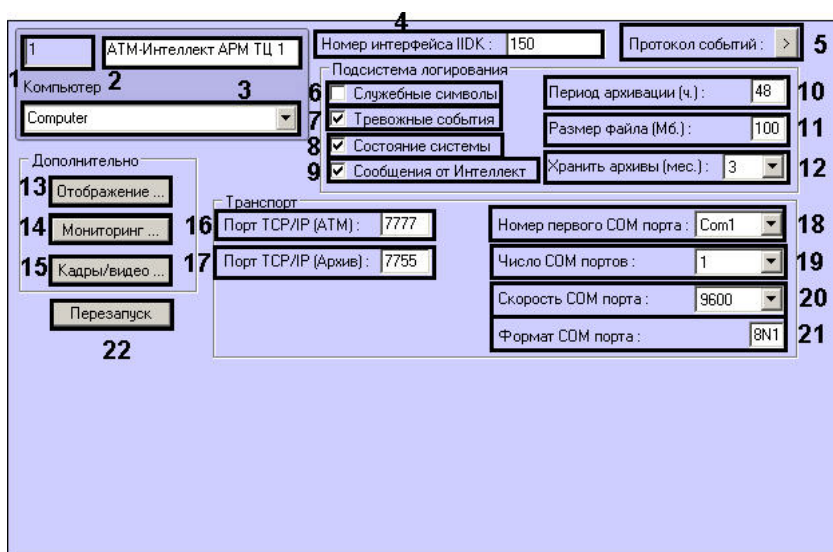 4
1 АТМ-Интеллект АРМ ТЦ 1
Номер интерфейса IIDK : 150
Протокол событий : > 5
1 Компьютер 2 3
Computer
Подсистема логирования
6 Служебные символы
7 Тревожные события
8 Состояние системы
9 Сообщения от Интеллект
Период архивации (ч.) : 48 10
Размер файла (Мб.) : 100 11
Хранить архивы (мес.) : 3 12
Дополнительно
13 Отображение ...
14 Мониторинг ...
15 Кадры/видео ...
Перезапуск
22
Транспорт
16 Порт TCP/IP (АТМ) : 7777
17 Порт TCP/IP (Архив) : 7755
Номер первого COM порта : Com1 18
Число COM портов : 1 19
Скорость COM порта : 9600 20
Формат COM порта : 8N1 21